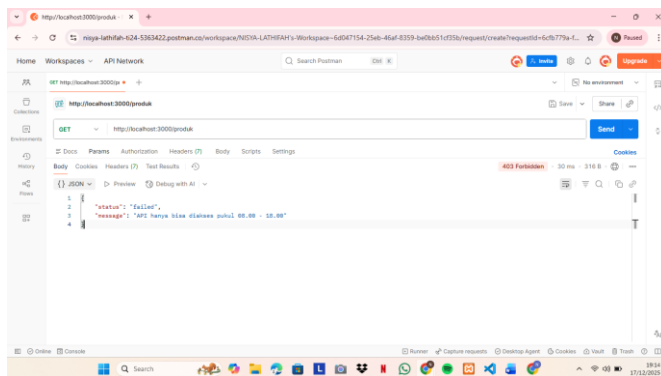 http://localhost:3000/produk
nisya-lathifah-ti24-5363422.postman.co/workspace/NISYA-LATHIFAH's-Workspace~6d047154-25eb-46af-8359-be0bb51cf35b/request/create?requestId=6cfb779a-f...
Paused
Home Workspaces API Network
Search Postman Ctrl K
Invite Upgrade
GET http://localhost:3000/pr No environment
http://localhost:3000/produk
Save Share
Collections
GET http://localhost:3000/produk Send
Environments
Docs Params Authorization Headers (7) Body Scripts Settings Cookies
History
Body Cookies Headers (7) Test Results 403 Forbidden 30 ms 316 B
Flows
{} JSON Preview Debug with AI
1 {
2 "status": "failed",
3 "message": "API hanya bisa diakses pukul 08.00 - 18.00"
4 }
Online Console Runner Capture requests Desktop Agent Cookies Vault Trash
Search
19:14
17/12/2025